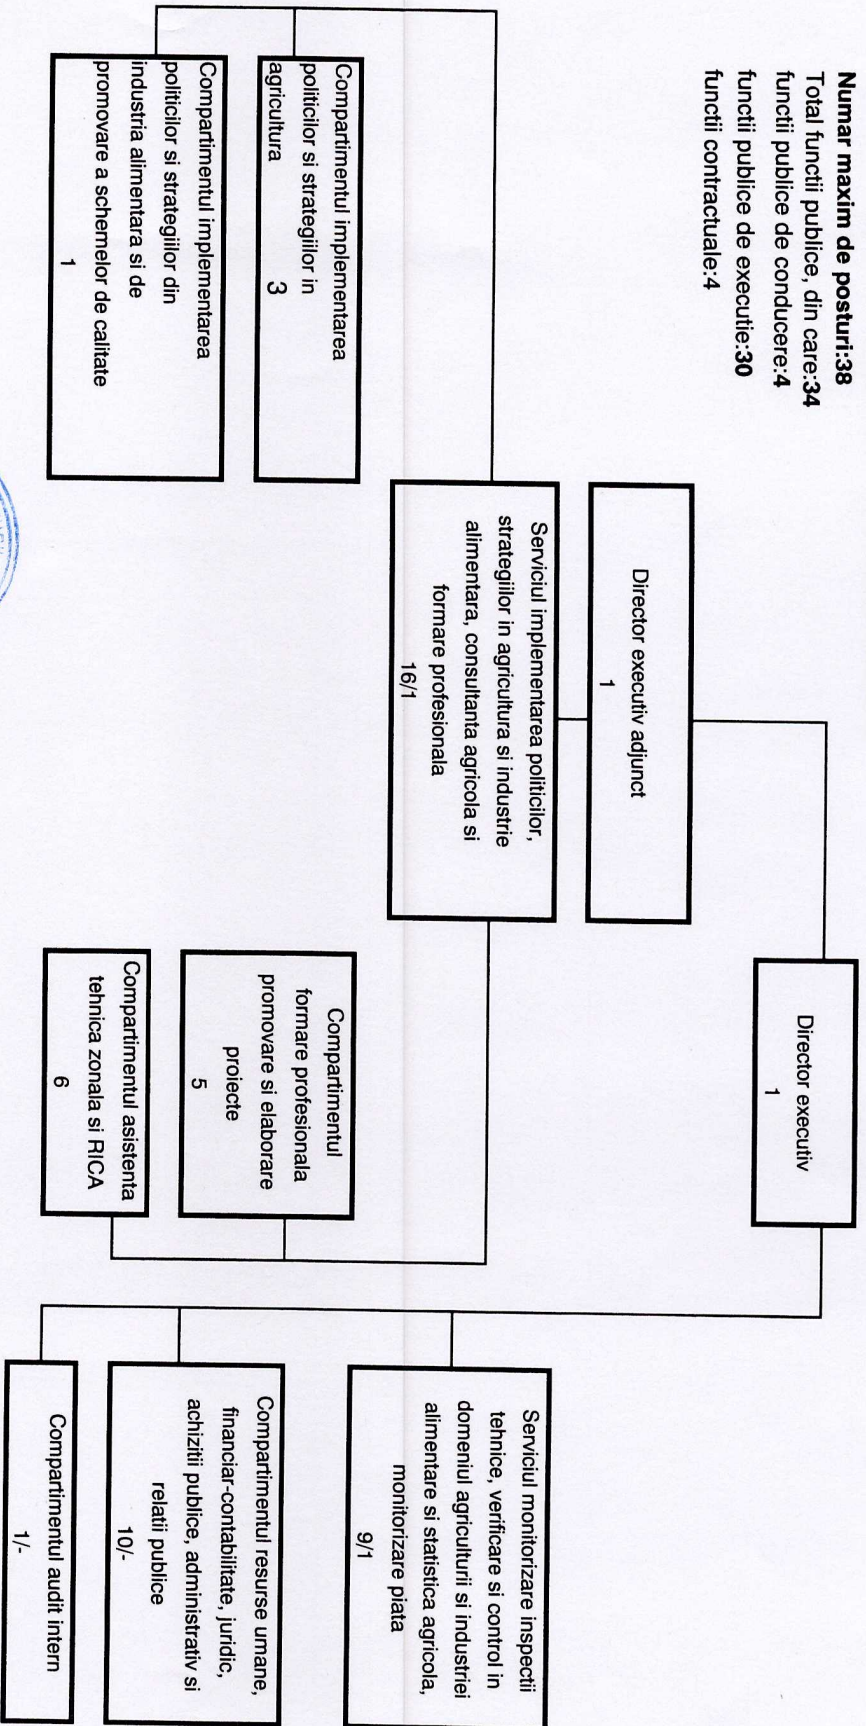 Numar maxim de posturi:38
Total functii publice, din care:34
functii publice de conducere:4
functii publice de executie:30
functii contractuale:4
Director executiv
1
Director executiv adjunct
1
Serviciul implementarea politicilor,
strategiilor in agricultura si industrie
alimentara, consultanta agricola si
formare profesionala
16/1
Compartimentul implementarea
politicilor si strategiilor in
agricultura 3
Compartimentul implementarea
politicilor si strategiilor din
industria alimentara si de
promovare a schemelor de calitate
1
Compartimentul
formare profesionala
promovare si elaborare
proiecte
5
Compartimentul asistenta
tehnica zonala si RICA
6
Serviciul monitorizare inspectii
tehnice, verificare si control in
domeniul agriculturii si industriei
alimentare si statistica agricola,
monitorizare piata
9/1
Compartimentul resurse umane,
financiar-contabilitate, juridic,
achizitii publice, administrativ si
relatii publice
10/-
Compartimentul audit intern
1/-